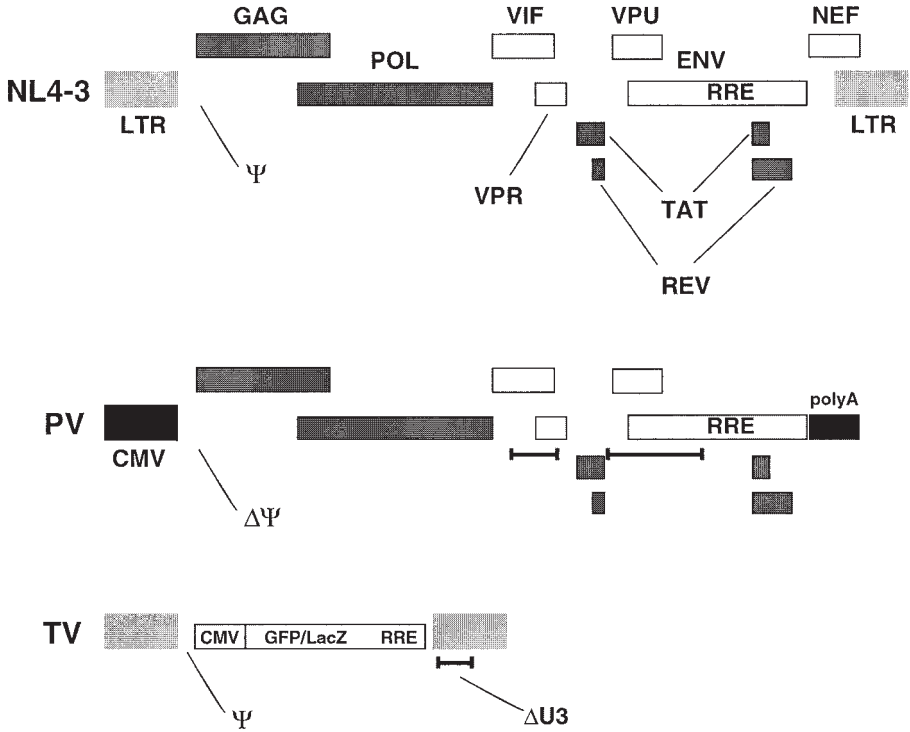 GAG VIF VPU NEF
POL ENV
NL4-3 RRE
LTR LTR
Ψ
VPR
TAT
REV
polyA
PV RRE
CMV
ΔΨ
TV CMV GFP/LacZ RRE
Ψ ΔU3